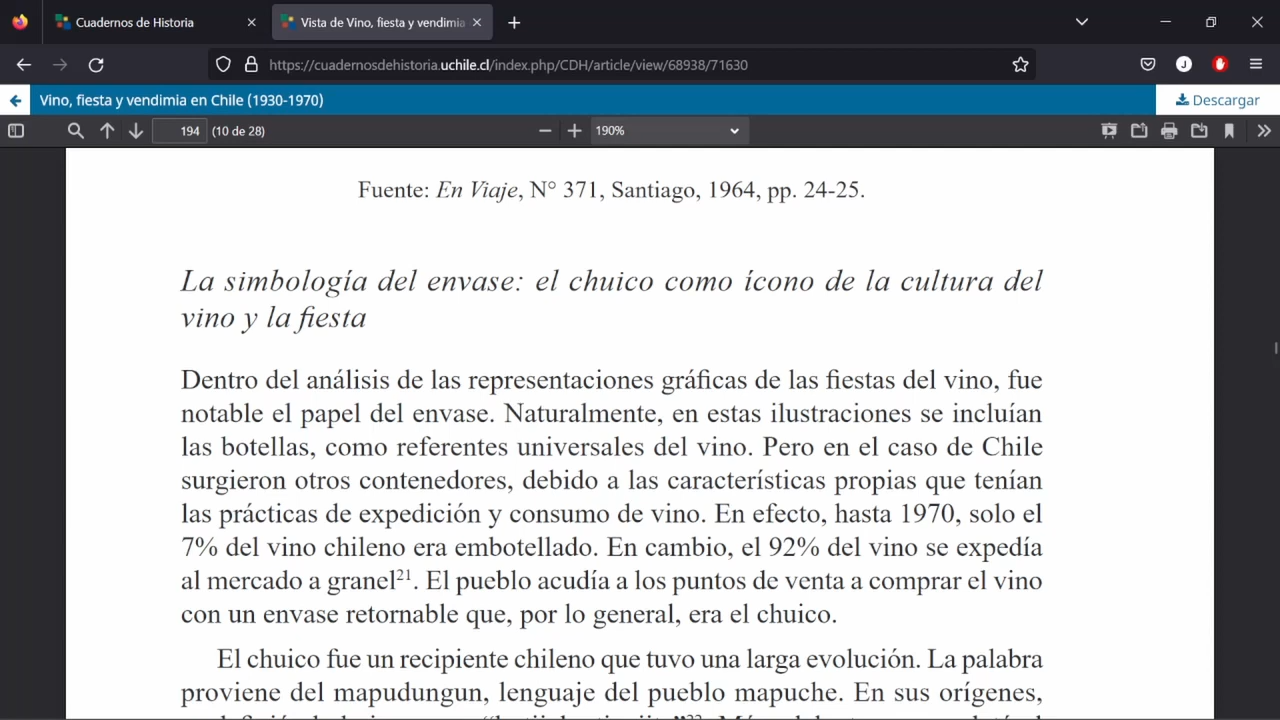 Cuadernos de Historia
Vista de Vino, fiesta y vendimia
https://cuadernosdehistoria.uchile.cl/index.php/CDH/article/view/68938/71630
J
Vino, fiesta y vendimia en Chile (1930-1970)
Descargar
194 (10 de 28)
190%
Fuente: En Viaje, N° 371, Santiago, 1964, pp. 24-25.
La simbología del envase: el chuico como ícono de la cultura del
vino y la fiesta
Dentro del análisis de las representaciones gráficas de las fiestas del vino, fue
notable el papel del envase. Naturalmente, en estas ilustraciones se incluían
las botellas, como referentes universales del vino. Pero en el caso de Chile
surgieron otros contenedores, debido a las características propias que tenían
las prácticas de expedición y consumo de vino. En efecto, hasta 1970, solo el
7% del vino chileno era embotellado. En cambio, el 92% del vino se expedía
al mercado a granel21. El pueblo acudía a los puntos de venta a comprar el vino
con un envase retornable que, por lo general, era el chuico.
El chuico fue un recipiente chileno que tuvo una larga evolución. La palabra
proviene del mapudungun, lenguaje del pueblo mapuche. En sus orígenes,